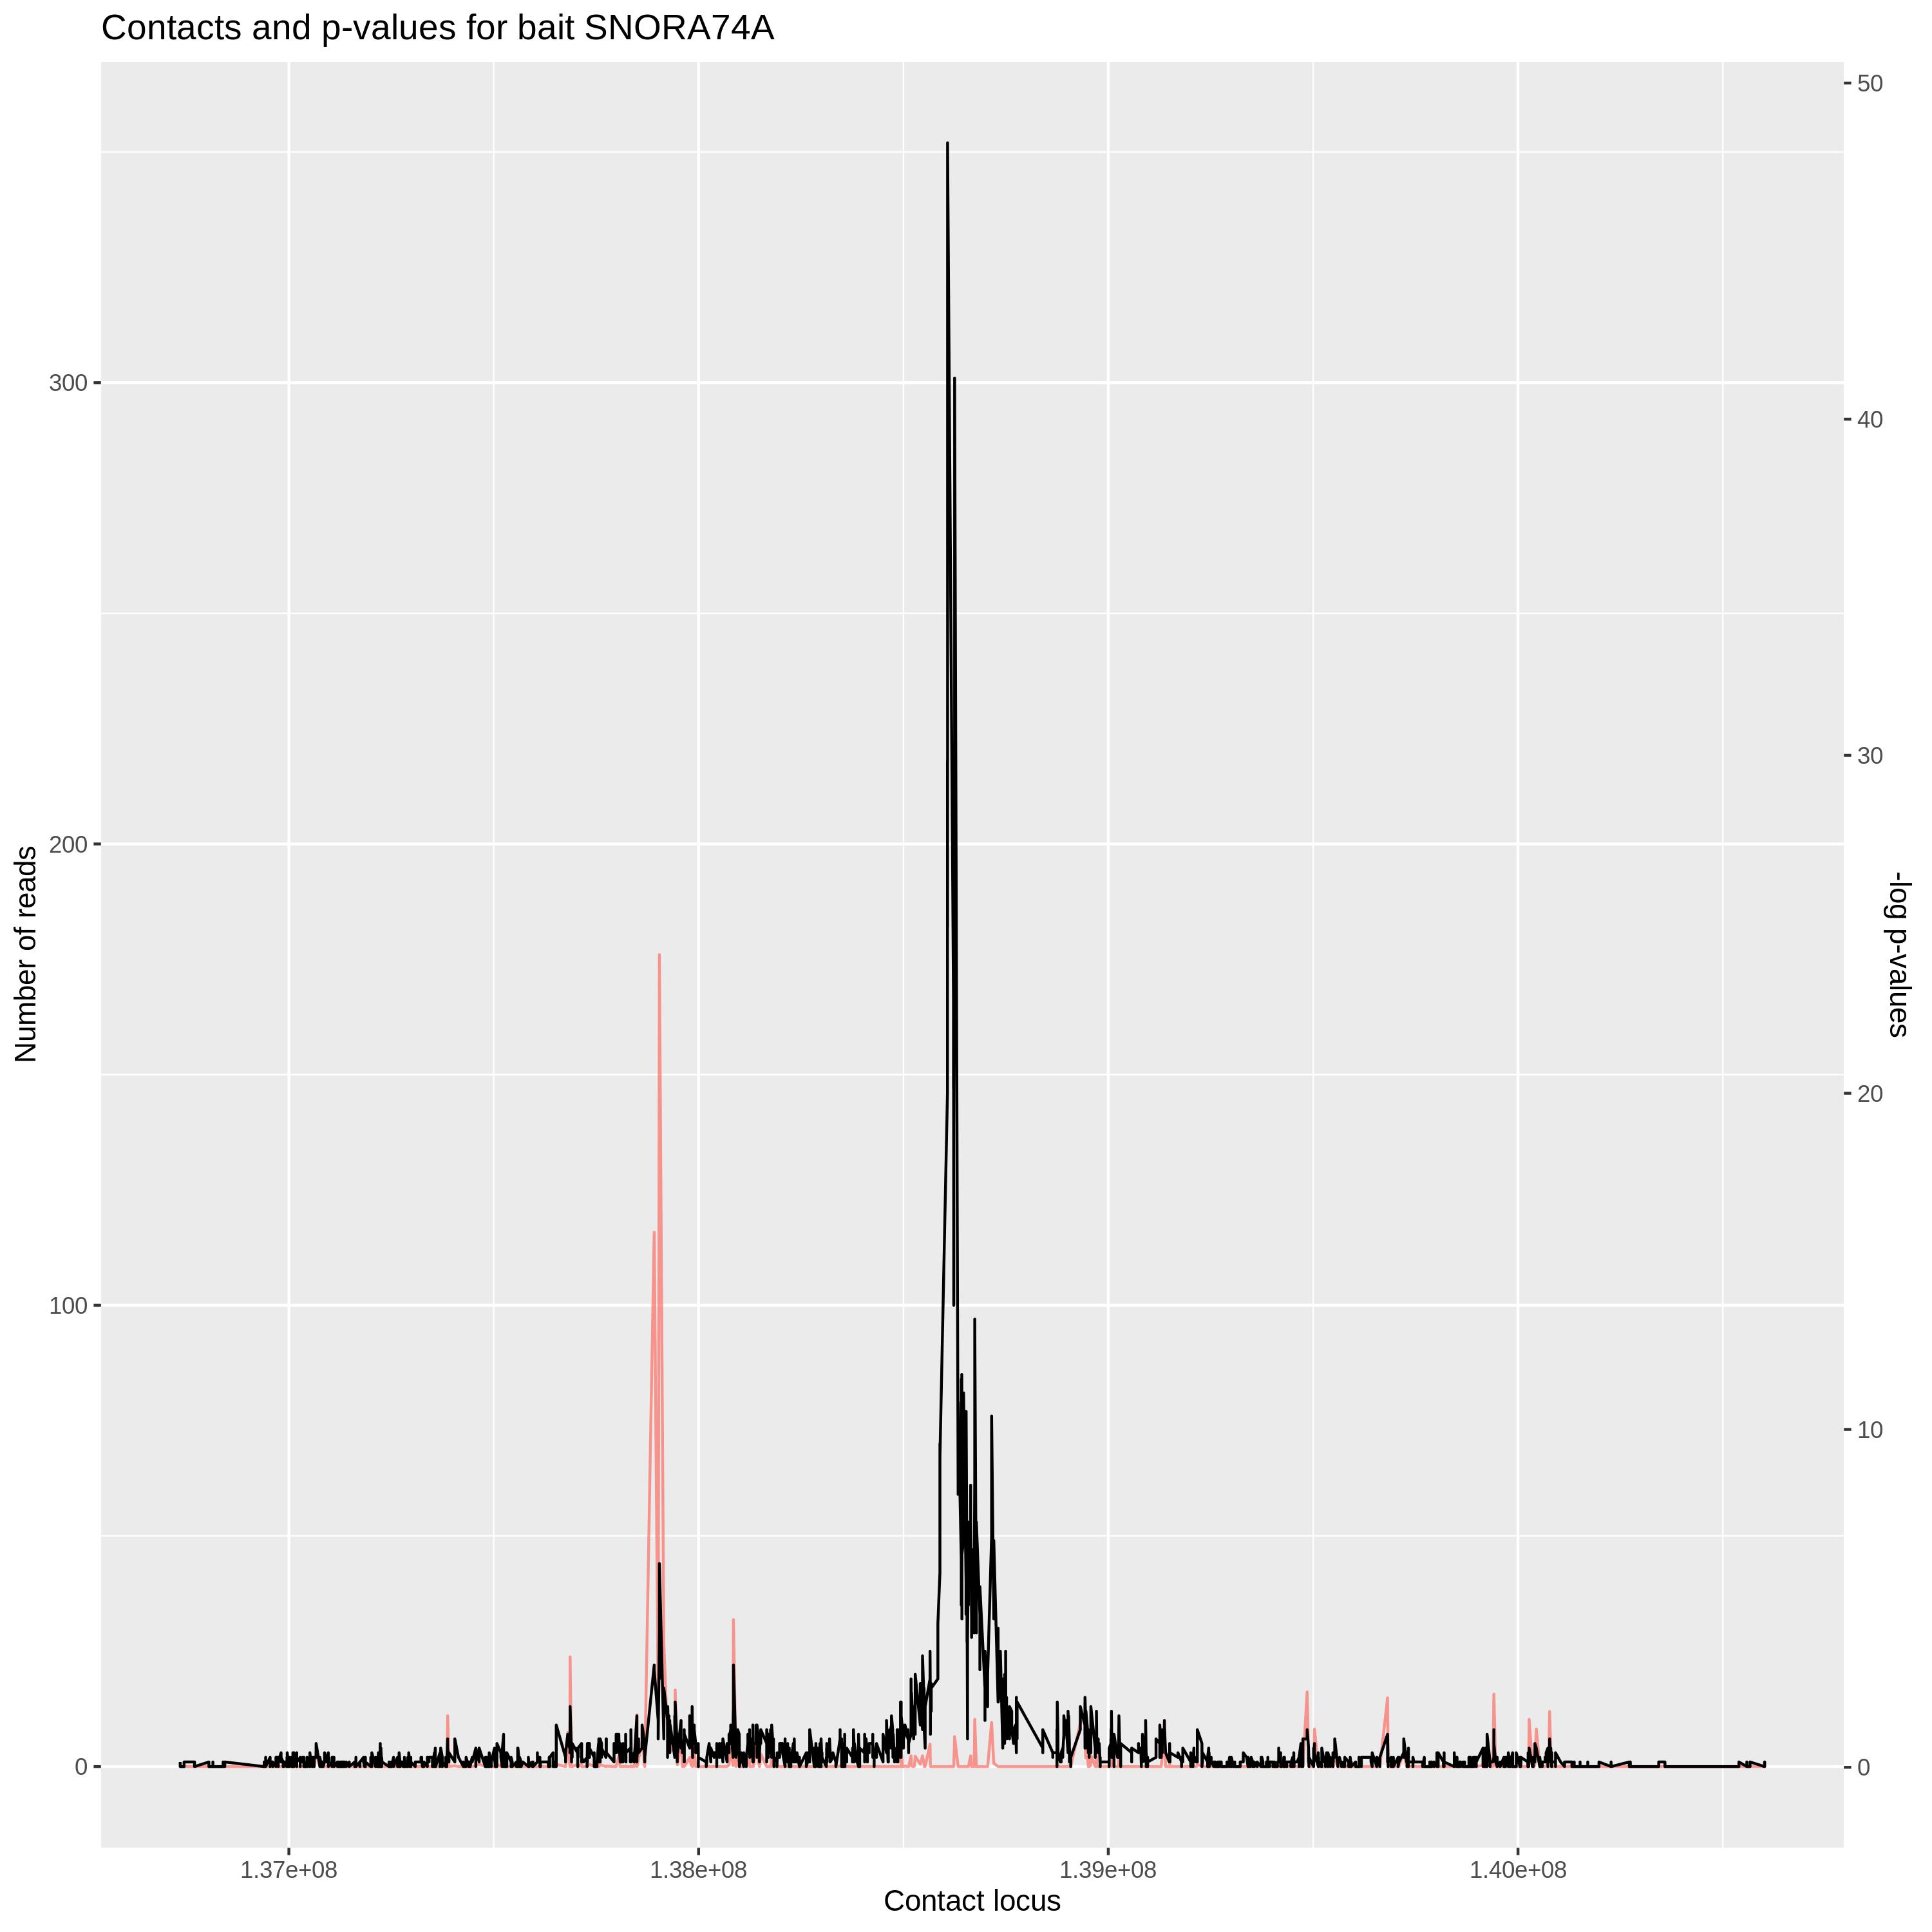 Contacts and p-values for bait SNORA74A
Number of reads
300
200
100
0
50
40
30
20
10
0
-log p-values
1.37e+08
1.38e+08
1.39e+08
1.40e+08
Contact locus